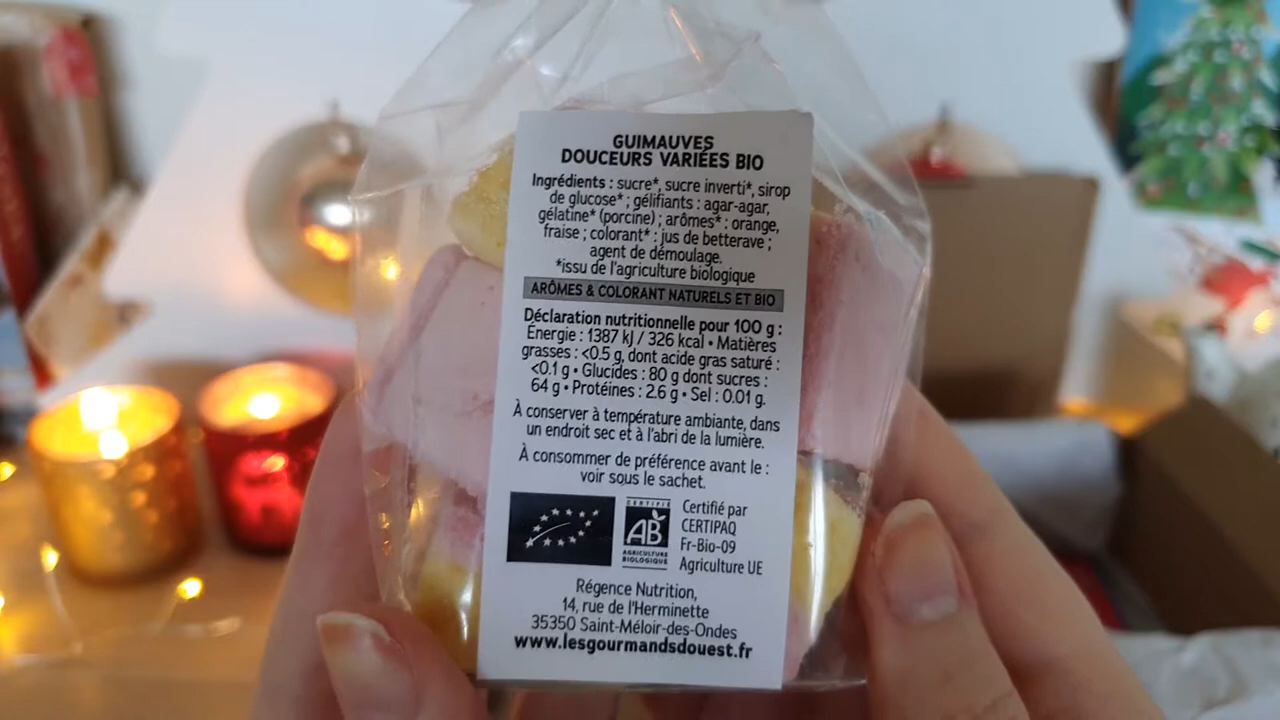 GUIMAUVES
DOUCEURS VARIÉES BIO
Ingrédients : sucre*, sucre inverti*, sirop
de glucose* ; gélifiants : agar-agar,
gélatine* (porcine) ; arômes* : orange,
fraise ; colorant* : jus de betterave ;
agent de démoulage.
*issu de l'agriculture biologique
ARÔMES & COLORANT NATURELS ET BIO
Déclaration nutritionnelle pour 100 g :
Énergie : 1387 kJ / 326 kcal • Matières
grasses : <0.5 g, dont acide gras saturé :
<0.1 g • Glucides : 80 g dont sucres :
64 g • Protéines : 2.6 g • Sel : 0.01 g.
À conserver à température ambiante, dans
un endroit sec et à l'abri de la lumière.
À consommer de préférence avant le :
voir sous le sachet.
CERTIFIÉ
AB
AGRICULTURE
BIOLOGIQUE
Certifié par
CERTIPAQ
Fr-Bio-09
Agriculture UE
Régence Nutrition,
14, rue de l'Herminette
35350 Saint-Méloir-des-Ondes
www.lesgourmandsdouest.fr